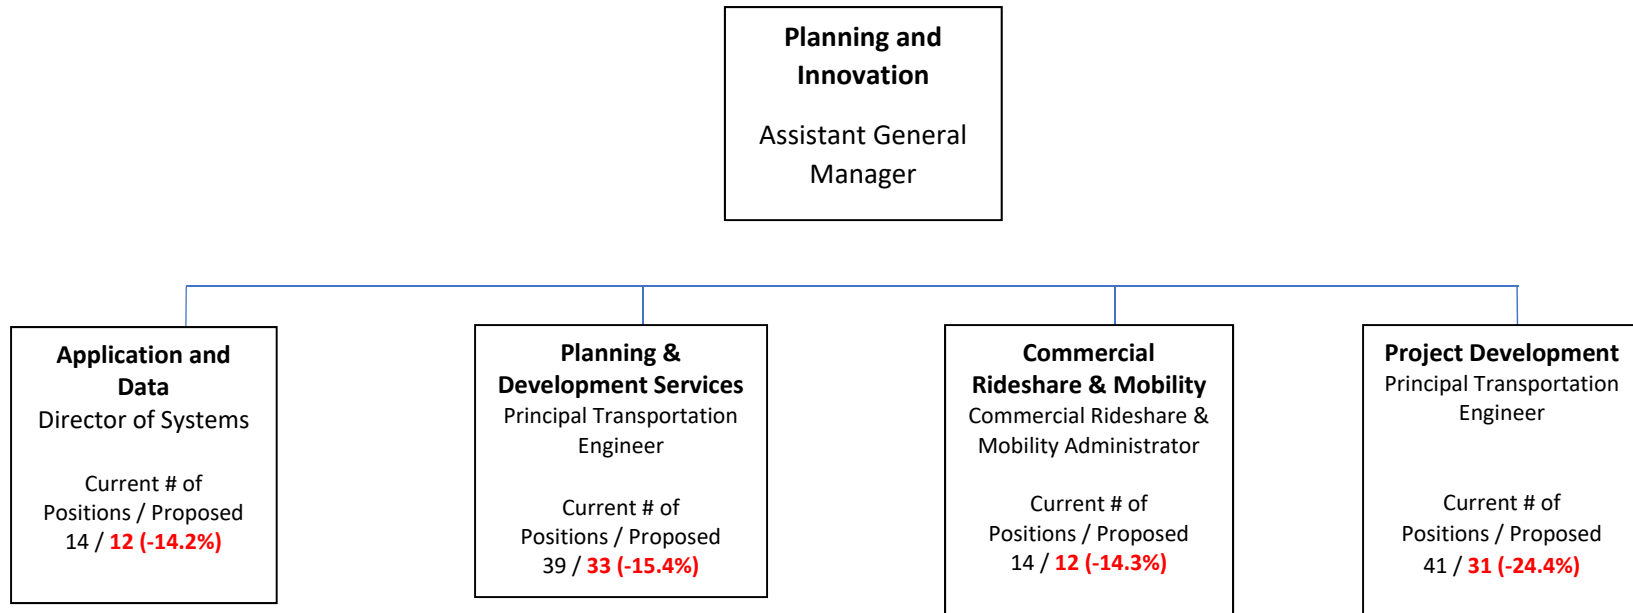 Planning and
Innovation
Assistant General
Manager
Application and
Data
Director of Systems
Current # of
Positions / Proposed
14 / 12 (-14.2%)
Planning &
Development Services
Principal Transportation
Engineer
Current # of
Positions / Proposed
39 / 33 (-15.4%)
Commercial
Rideshare & Mobility
Commercial Rideshare &
Mobility Administrator
Current # of
Positions / Proposed
14 / 12 (-14.3%)
Project Development
Principal Transportation
Engineer
Current # of
Positions / Proposed
41 / 31 (-24.4%)